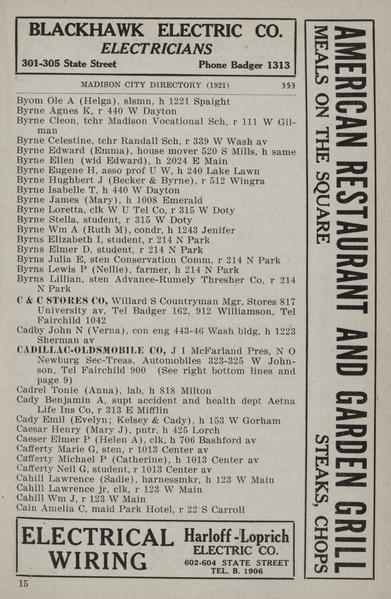 BLACKHAWK ELECTRIC CO.
ELECTRICIANS
301-305 State Street Phone Badger 1313
MADISON CITY DIRECTORY (1921) 353
Byom Ole A (Helga), slsmn, h 1221 Spaight
Byrne Agnes K, r 440 W Dayton
Byrne Cleon, tchr Madison Vocational Sch, r 111 W Gil-
man
Byrne Celestine, tchr Randall Sch, r 339 W Wash av
Byrne Edward (Emma), house mover 520 S Mills, h same
Byrne Ellen (wid Edward), h 2024 E Main
Byrne Eugene H, asso prof U W, h 240 Lake Lawn
Byrne Hughbert J (Becker & Byrne), r 512 Wingra
Byrne Isabelle T, h 440 W Dayton
Byrne James (Mary), h 1008 Emerald
Byrne Loretta, clk W U Tel Co, r 315 W Doty
Byrne Stella, student, r 315 W Doty
Byrne Wm A (Ruth M), condr, h 1243 Jenifer
Byrns Elizabeth I, student, r 214 N Park
Byrns Elmer D, student, r 214 N Park
Byrns Julia E, sten Conservation Comm, r 214 N Park
Byrns Lewis P (Nellie), farmer, h 214 N Park
Byrns Lillian, sten Advance-Rumely Thresher Co, r 214
N Park
C & C STORES CO, Willard S Countryman Mgr, Stores 817
University av, Tel Badger 162, 912 Williamson, Tel
Fairchild 1042
Cadby John N (Verna), con eng 443-46 Wash bldg, h 1223
Sherman av
CADILLAC-OLDSMOBILE CO, J I McFarland Pres, N O
Newburg Sec-Treas, Automobiles 323-325 W John-
son, Tel Fairchild 900 (See right bottom lines and
page 9)
Cadrel Tonie (Anna), lab, h 818 Milton
Cady Benjamin A, supt accident and health dept Aetna
Life Ins Co, r 313 E Mifflin
Cady Emil (Evelyn; Kelsey & Cady), h 153 W Gorham
Caesar Henry (Mary J), pntr, h 425 Lorch
Caeser Elmer P (Helen A), clk, h 706 Bashford av
Cafferty Marie G, sten, r 1013 Center av
Cafferty Michael P (Catherine), h 1013 Center av
Cafferty Neil G, student, r 1013 Center av
Cahill Lawrence (Sadie), harnessmkr, h 123 W Main
Cahill Lawrence jr, clk, r 123 W Main
Cahill Wm J, r 123 W Main
Cain Amelia C, maid Park Hotel, r 22 S Carroll
ELECTRICAL
WIRING
Harloff-Loprich
ELECTRIC CO.
602-604 STATE STREET
TEL. B. 1906
15
AMERICAN RESTAURANT AND GARDEN GRILL
MEALS ON THE SQUARE STEAKS, CHOPS